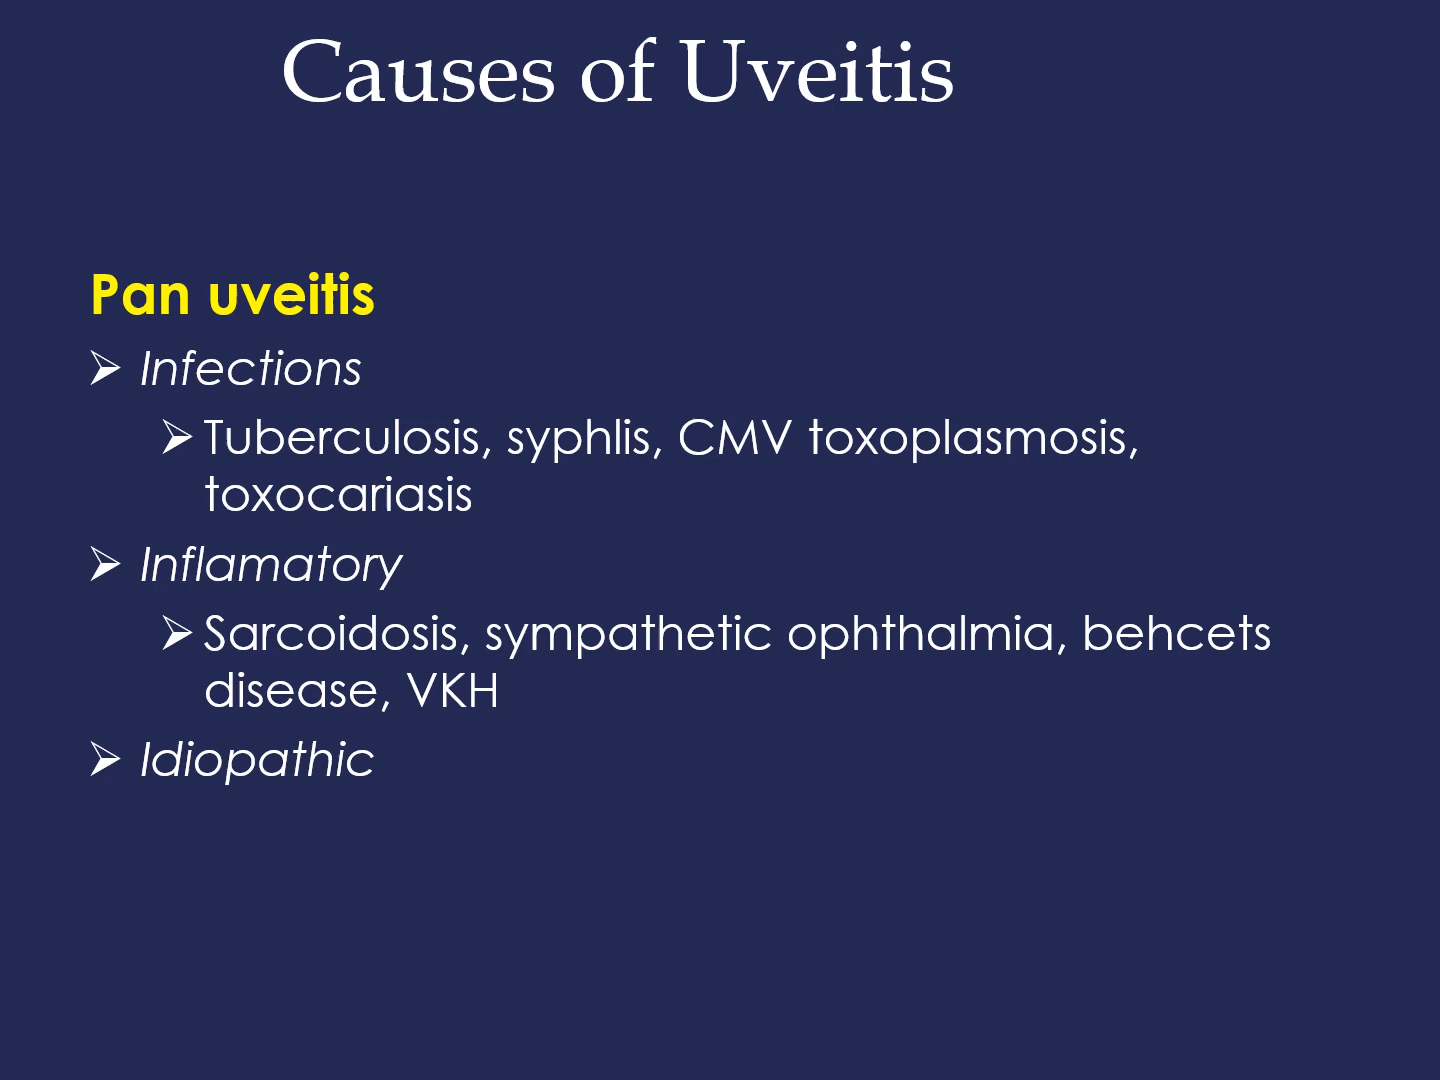 Causes of Uveitis
Pan uveitis
➢ Infections
➢ Tuberculosis, syphlis, CMV toxoplasmosis,
toxocariasis
➢ Inflamatory
➢ Sarcoidosis, sympathetic ophthalmia, behcets
disease, VKH
➢ Idiopathic